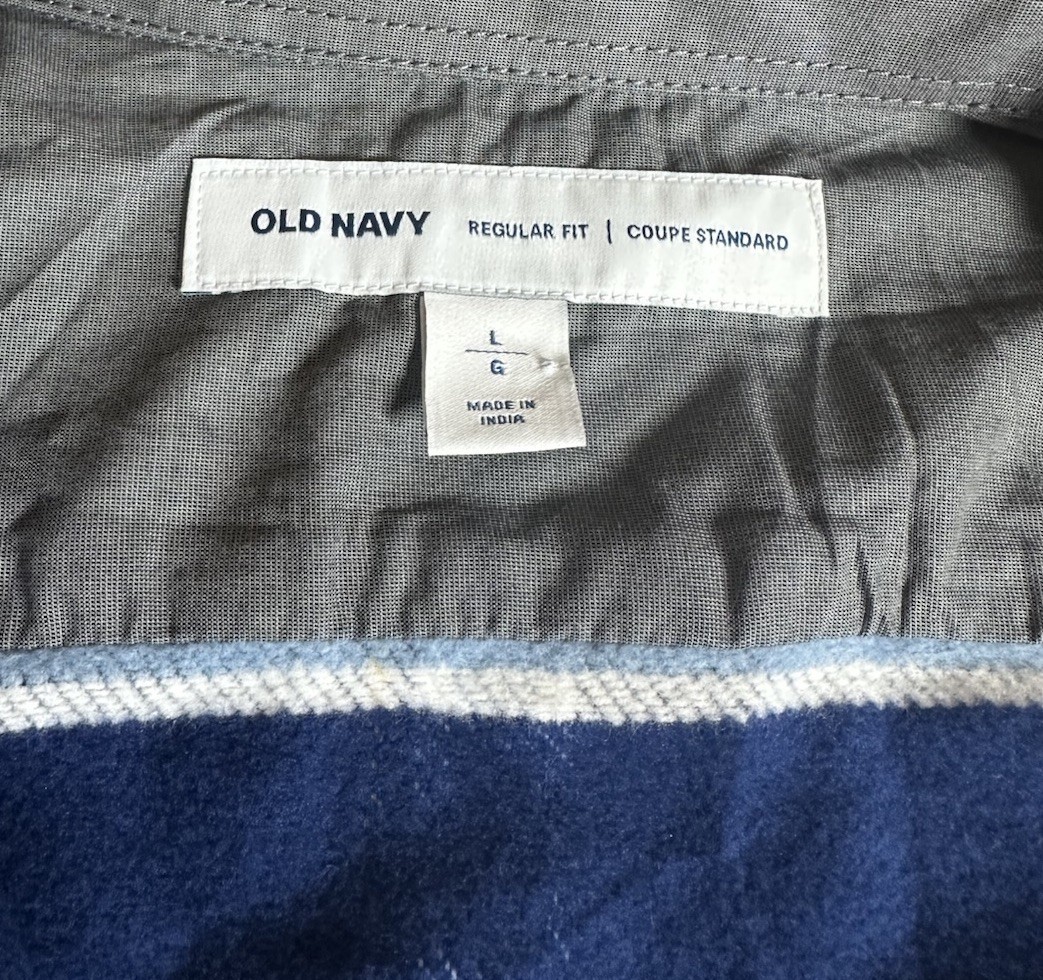 OLD NAVY REGULAR FIT | COUPE STANDARD
L
G
MADE IN
INDIA